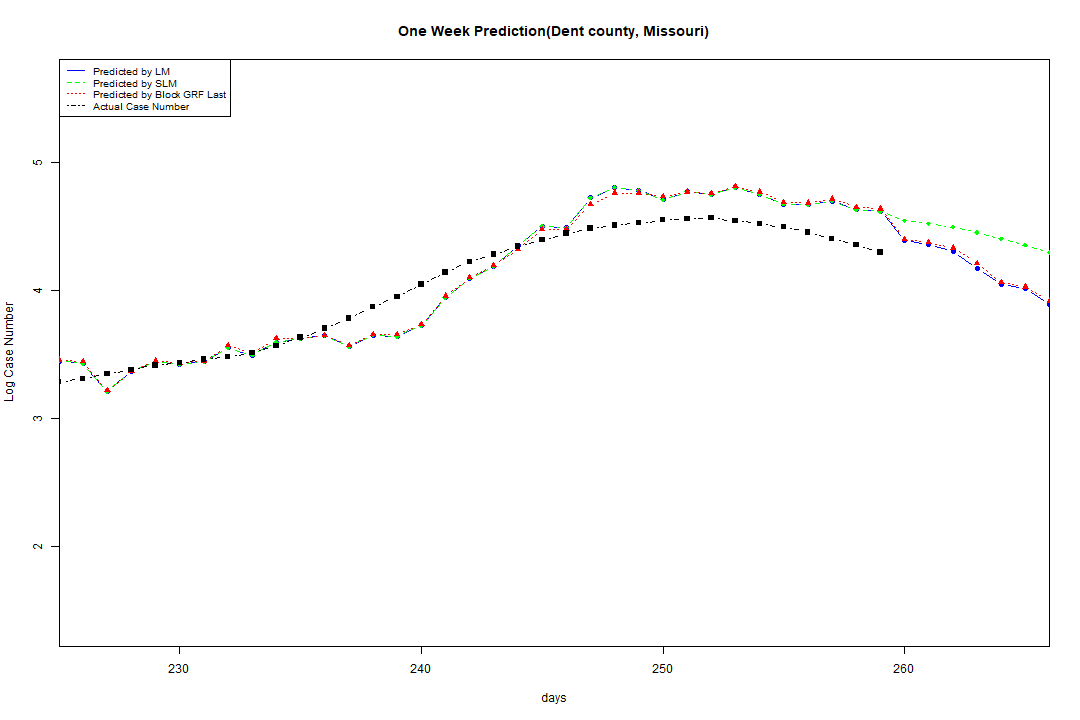 One Week Prediction(Dent county, Missouri)
Predicted by LM
Predicted by SLM
Predicted by Block GRF Last
Actual Case Number
5
4
3
2
Log Case Number
230
240
250
260
days